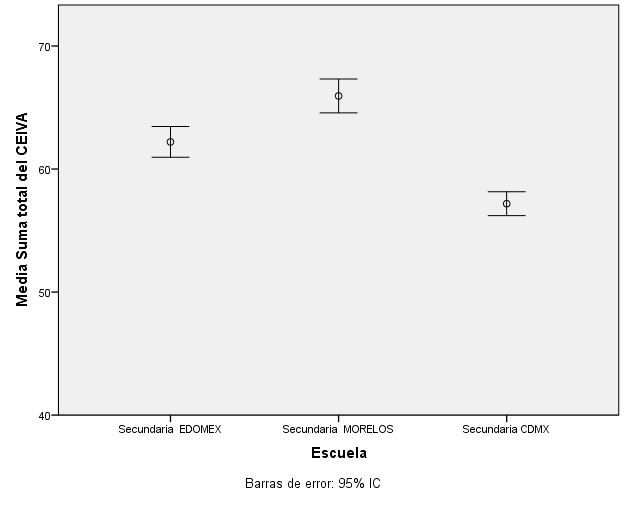 Media Suma total del CEIVA
70
60
50
40
Secundaria EDOMEX
Secundaria MORELOS
Secundaria CDMX
Escuela
Barras de error: 95% IC